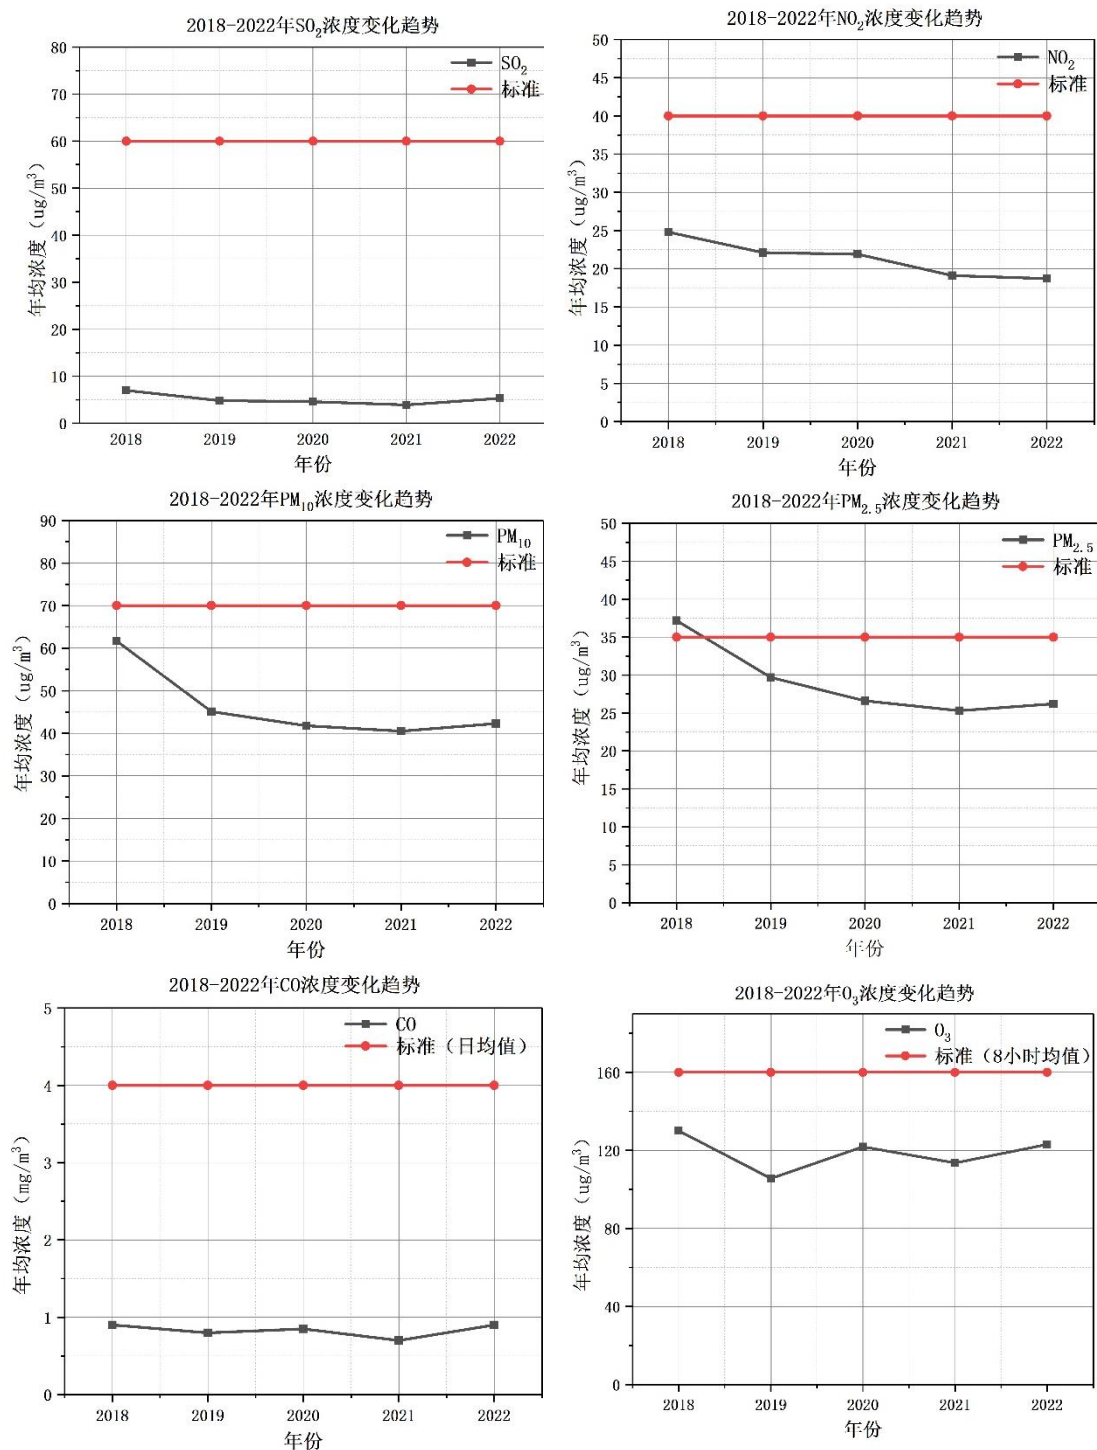 2018-2022年SO₂浓度变化趋势
SO₂
标准
80
70
60
50
40
30
20
10
0
年均浓度（ug/m³）
2018 2019 2020 2021 2022
年份
2018-2022年NO₂浓度变化趋势
NO₂
标准
50
45
40
35
30
25
20
15
10
5
0
年均浓度（ug/m³）
2018 2019 2020 2021 2022
年份
2018-2022年PM₁₀浓度变化趋势
PM₁₀
标准
90
80
70
60
50
40
30
20
10
0
年均浓度（ug/m³）
2018 2019 2020 2021 2022
年份
2018-2022年PM₂.₅浓度变化趋势
PM₂.₅
标准
50
45
40
35
30
25
20
15
10
5
0
年均浓度（ug/m³）
2018 2019 2020 2021 2022
年份
2018-2022年CO浓度变化趋势
CO
标准（日均值）
5
4
3
2
1
0
年均浓度（mg/m³）
2018 2019 2020 2021 2022
年份
2018-2022年O₃浓度变化趋势
O₃
标准（8小时均值）
160
120
80
40
0
年均浓度（ug/m³）
2018 2019 2020 2021 2022
年份